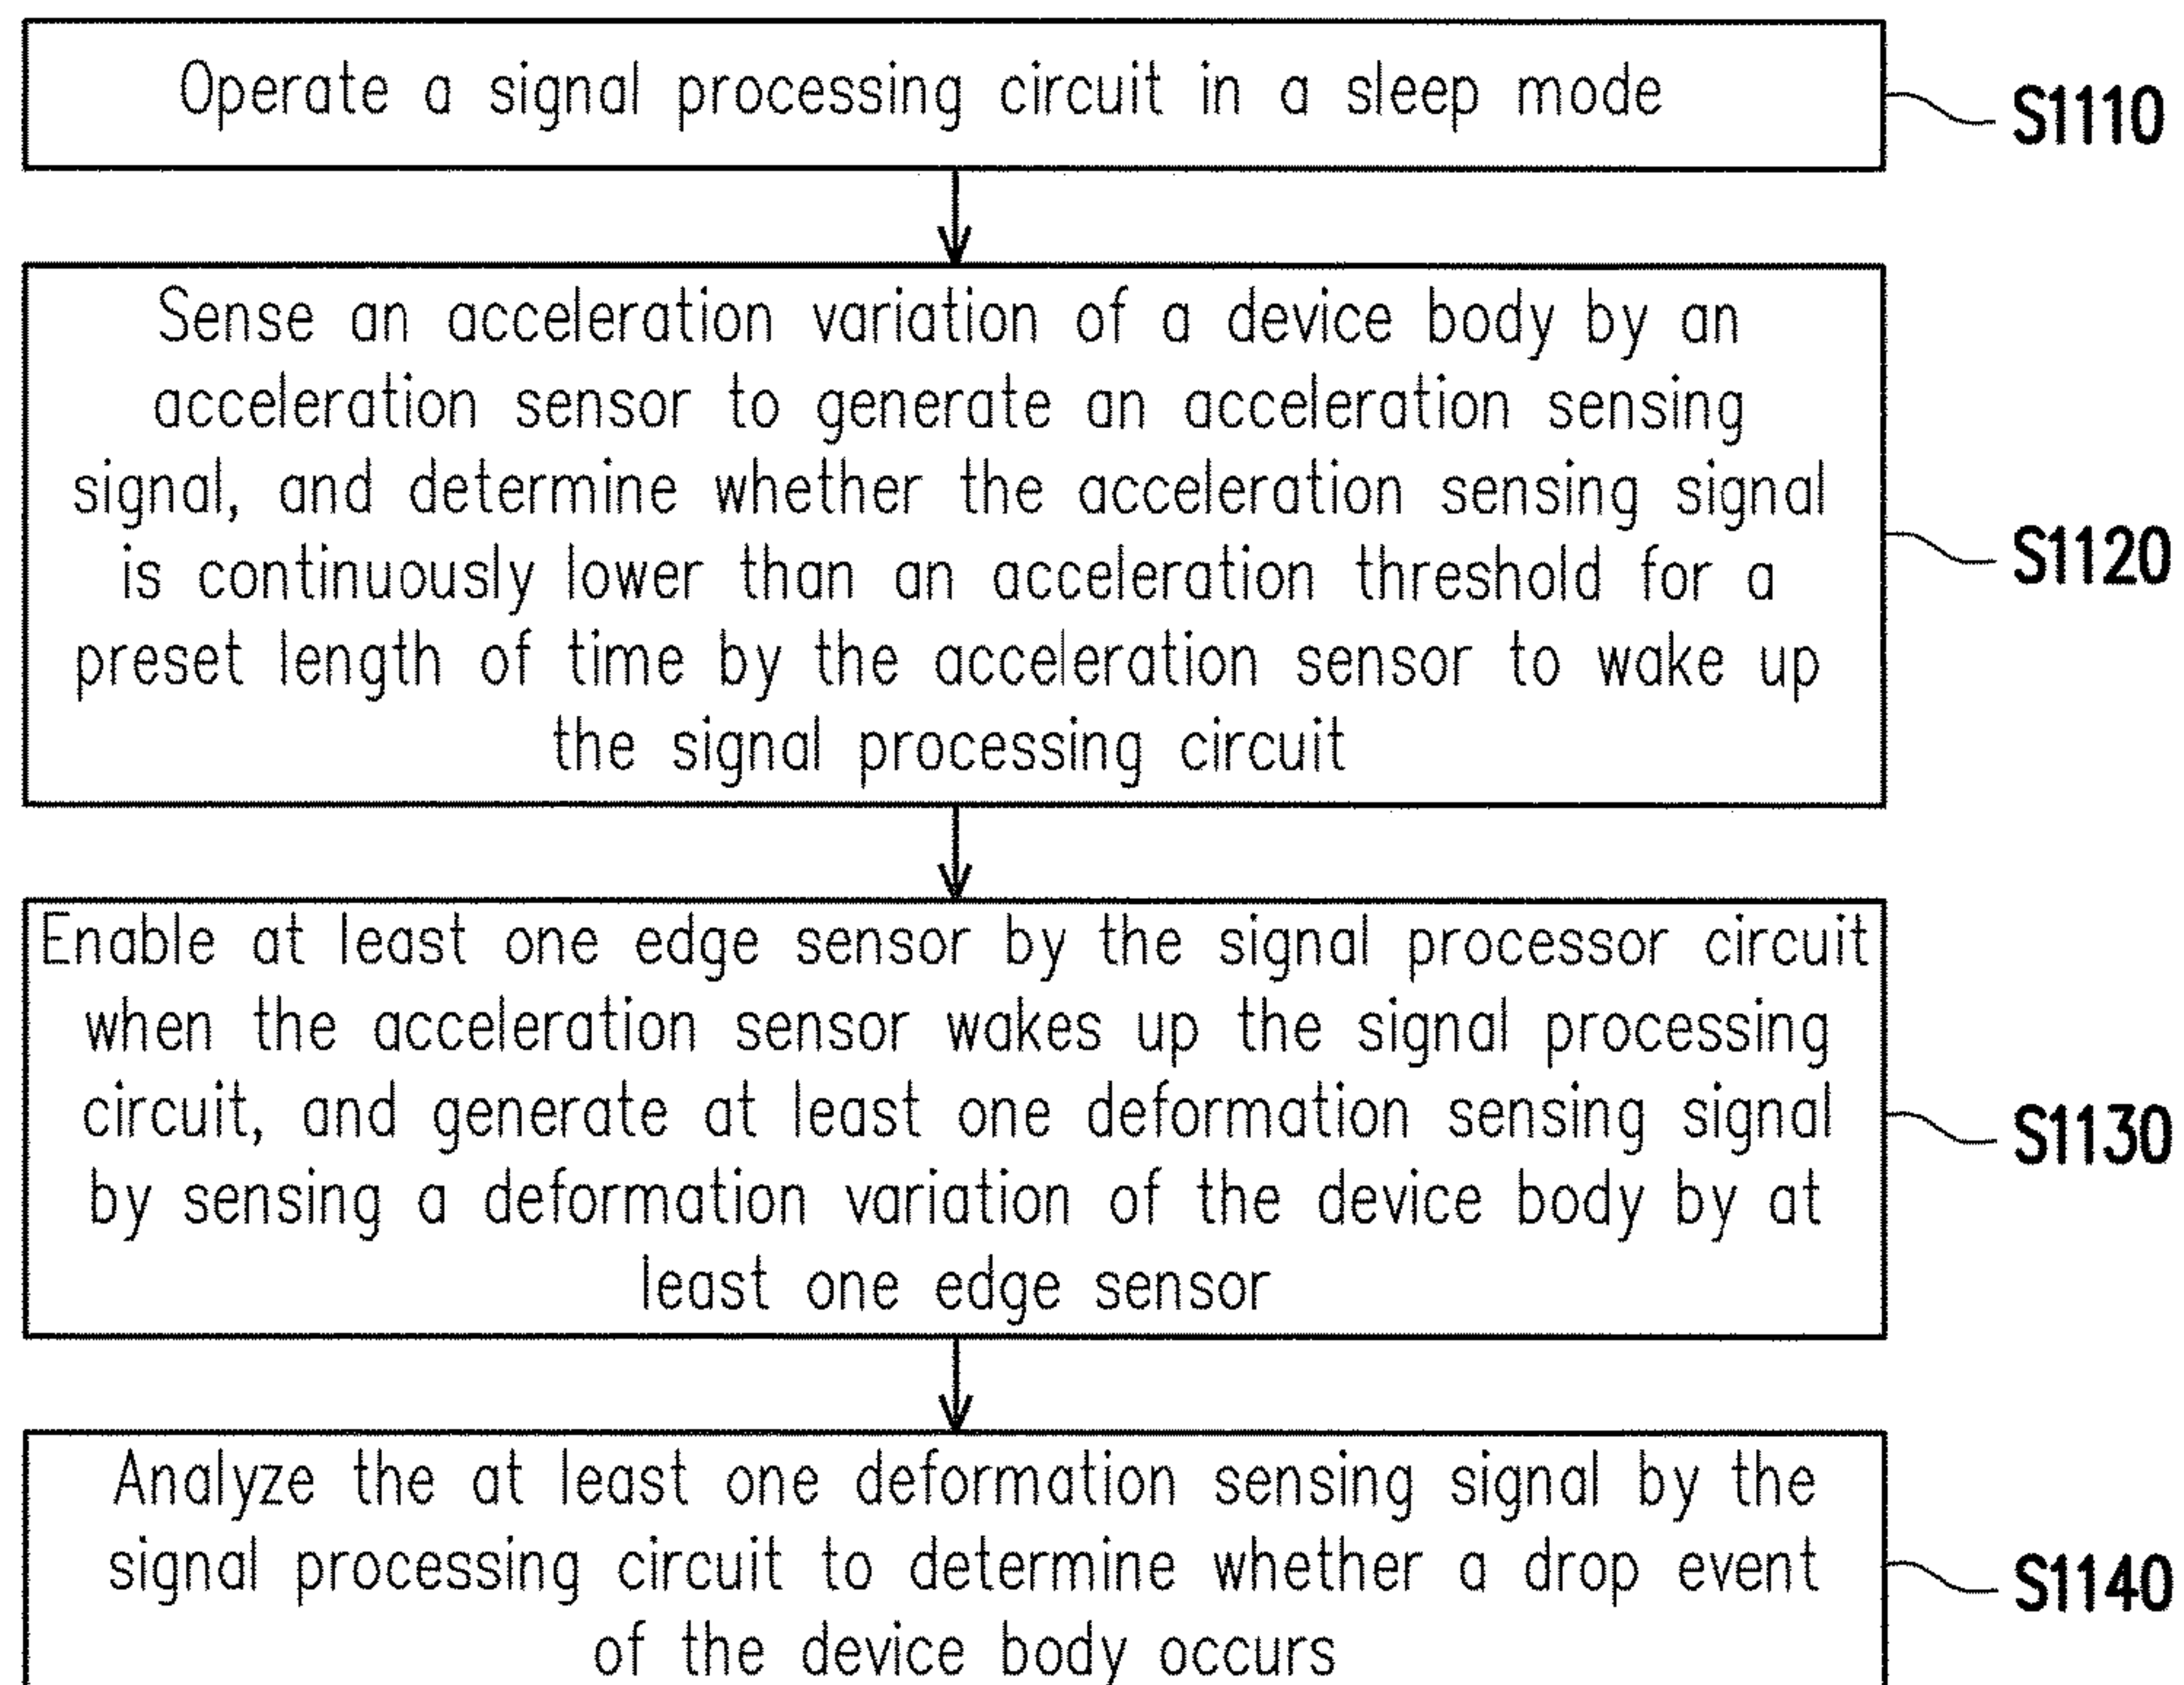 Operate a signal processing circuit in a sleep mode
S1110
Sense an acceleration variation of a device body by an
acceleration sensor to generate an acceleration sensing
signal, and determine whether the acceleration sensing signal
is continuously lower than an acceleration threshold for a
preset length of time by the acceleration sensor to wake up
the signal processing circuit
S1120
Enable at least one edge sensor by the signal processor circuit
when the acceleration sensor wakes up the signal processing
circuit, and generate at least one deformation sensing signal
by sensing a deformation variation of the device body by at
least one edge sensor
S1130
Analyze the at least one deformation sensing signal by the
signal processing circuit to determine whether a drop event
of the device body occurs
S1140